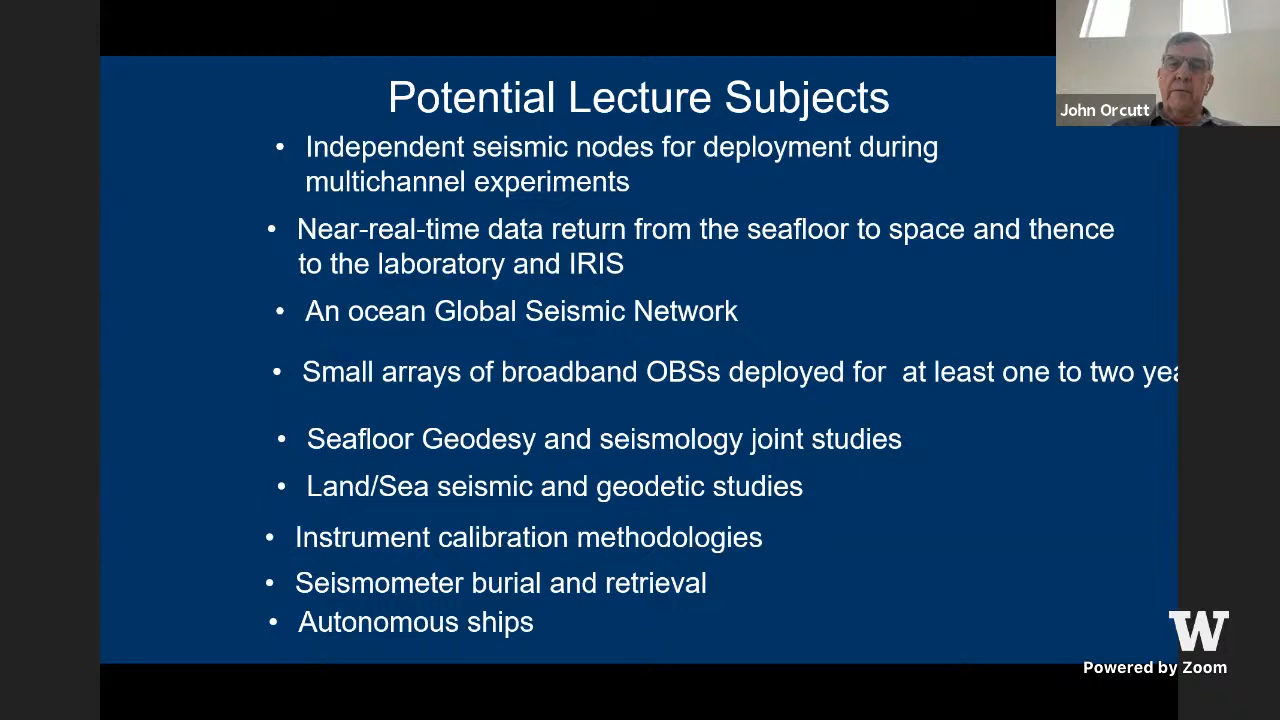 Potential Lecture Subjects
• Independent seismic nodes for deployment during
multichannel experiments
• Near-real-time data return from the seafloor to space and thence
to the laboratory and IRIS
• An ocean Global Seismic Network
• Small arrays of broadband OBSs deployed for at least one to two yea
• Seafloor Geodesy and seismology joint studies
• Land/Sea seismic and geodetic studies
• Instrument calibration methodologies
• Seismometer burial and retrieval
• Autonomous ships
John Orcutt
W
Powered by Zoom